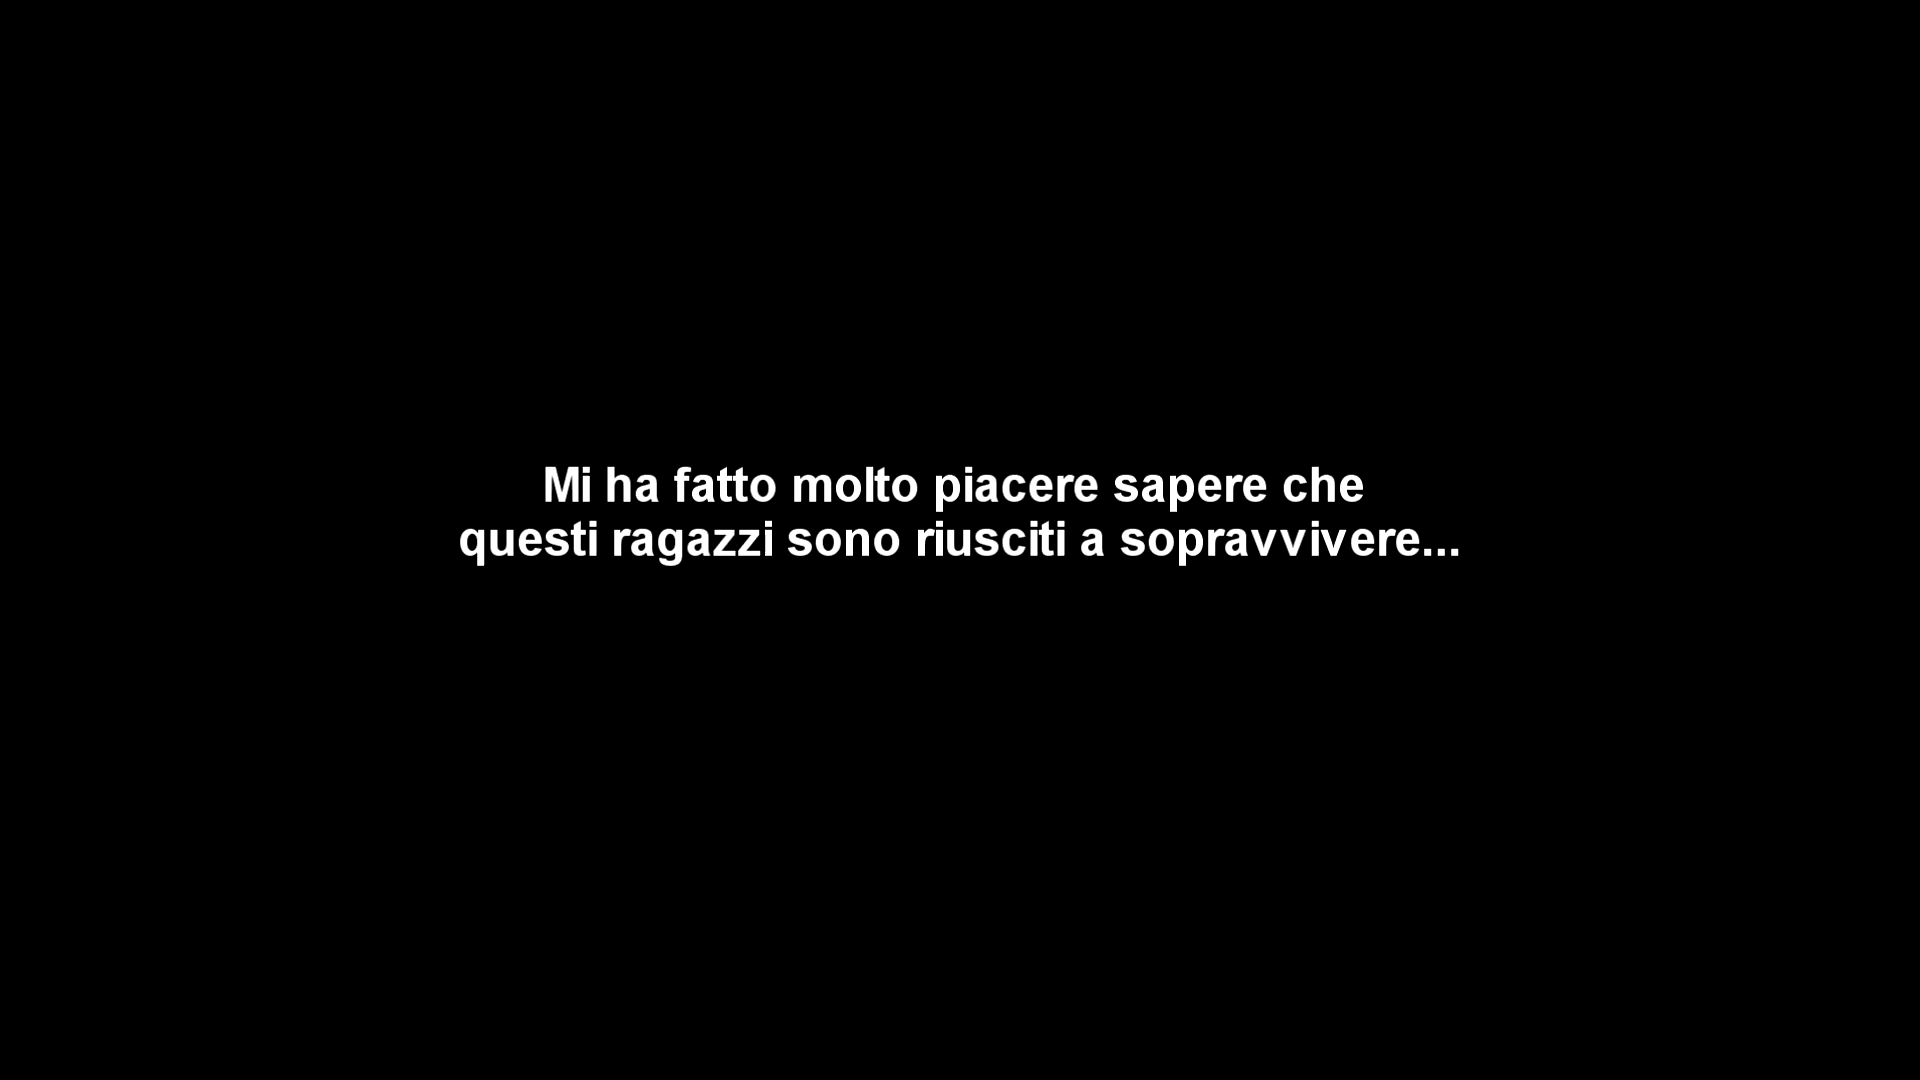 Mi ha fatto molto piacere sapere che
questi ragazzi sono riusciti a sopravvivere...